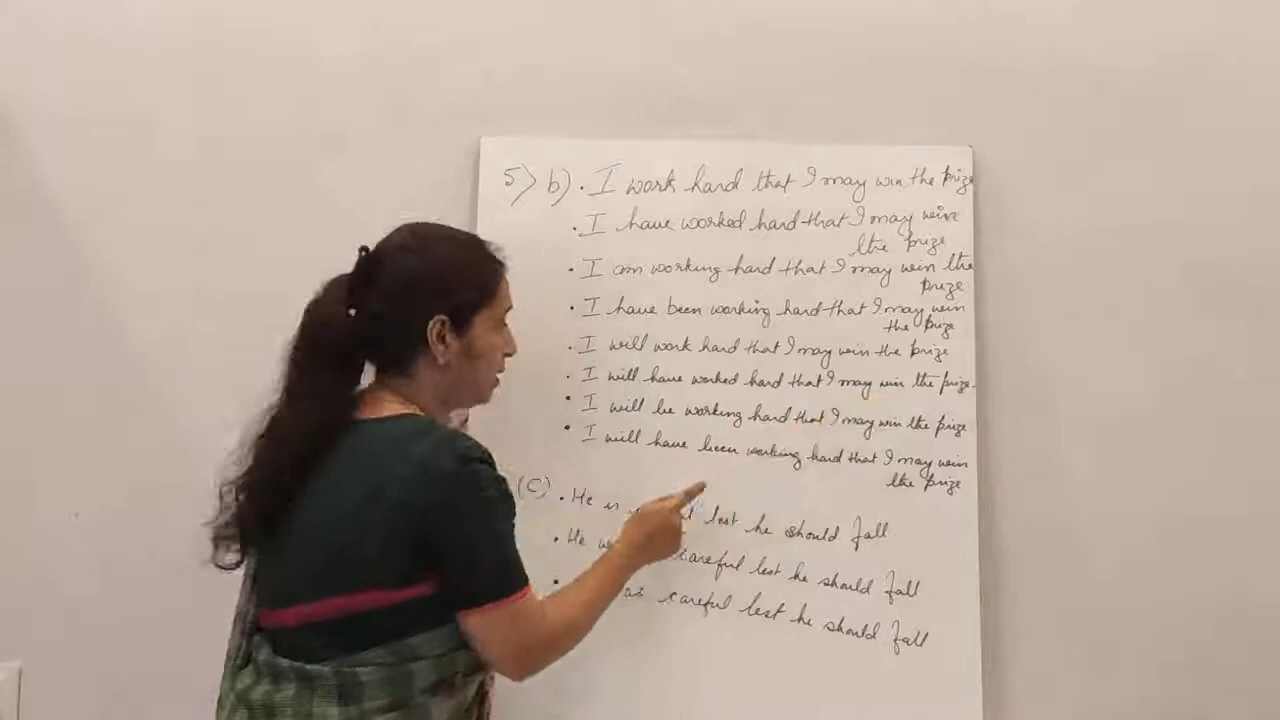 5) b) . I work hard that I may win the prize
. I have worked hard that I may win
the prize
. I am working hard that I may win the
prize
. I have been working hard that I may win
the prize
. I will work hard that I may win the prize
. I will have worked hard that I may win the prize.
. I will be working hard that I may win the prize
. I will have been working hard that I may win
the prize
(C) . He is lest he should fall
. He careful lest he should fall
. careful lest he should fall